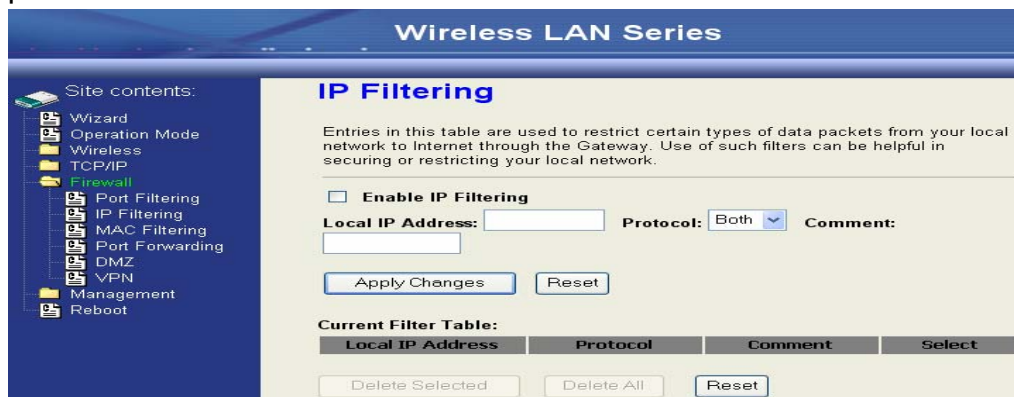 Wireless LAN Series
Site contents:
Wizard
Operation Mode
Wireless
TCP/IP
Firewall
Port Filtering
IP Filtering
MAC Filtering
Port Forwarding
DMZ
VPN
Management
Reboot
IP Filtering
Entries in this table are used to restrict certain types of data packets from your local
network to Internet through the Gateway. Use of such filters can be helpful in
securing or restricting your local network.
Enable IP Filtering
Local IP Address: Protocol: Both Comment:
Apply Changes Reset
Current Filter Table:
Local IP Address Protocol Comment Select
Delete Selected Delete All Reset